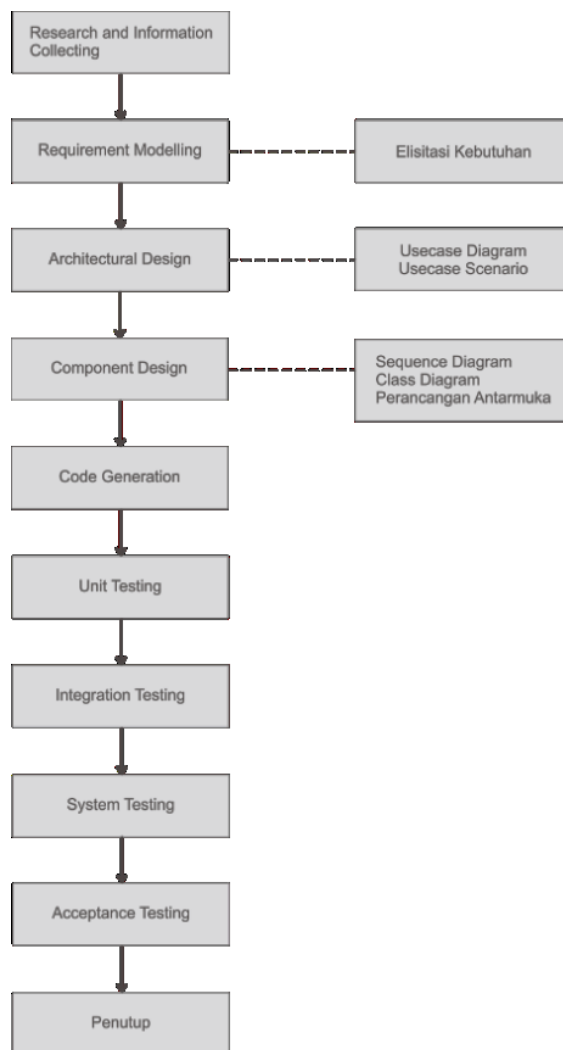 Research and Information
Collecting
Requirement Modelling
Elisitasi Kebutuhan
Architectural Design
Usecase Diagram
Usecase Scenario
Component Design
Sequence Diagram
Class Diagram
Perancangan Antarmuka
Code Generation
Unit Testing
Integration Testing
System Testing
Acceptance Testing
Penutup